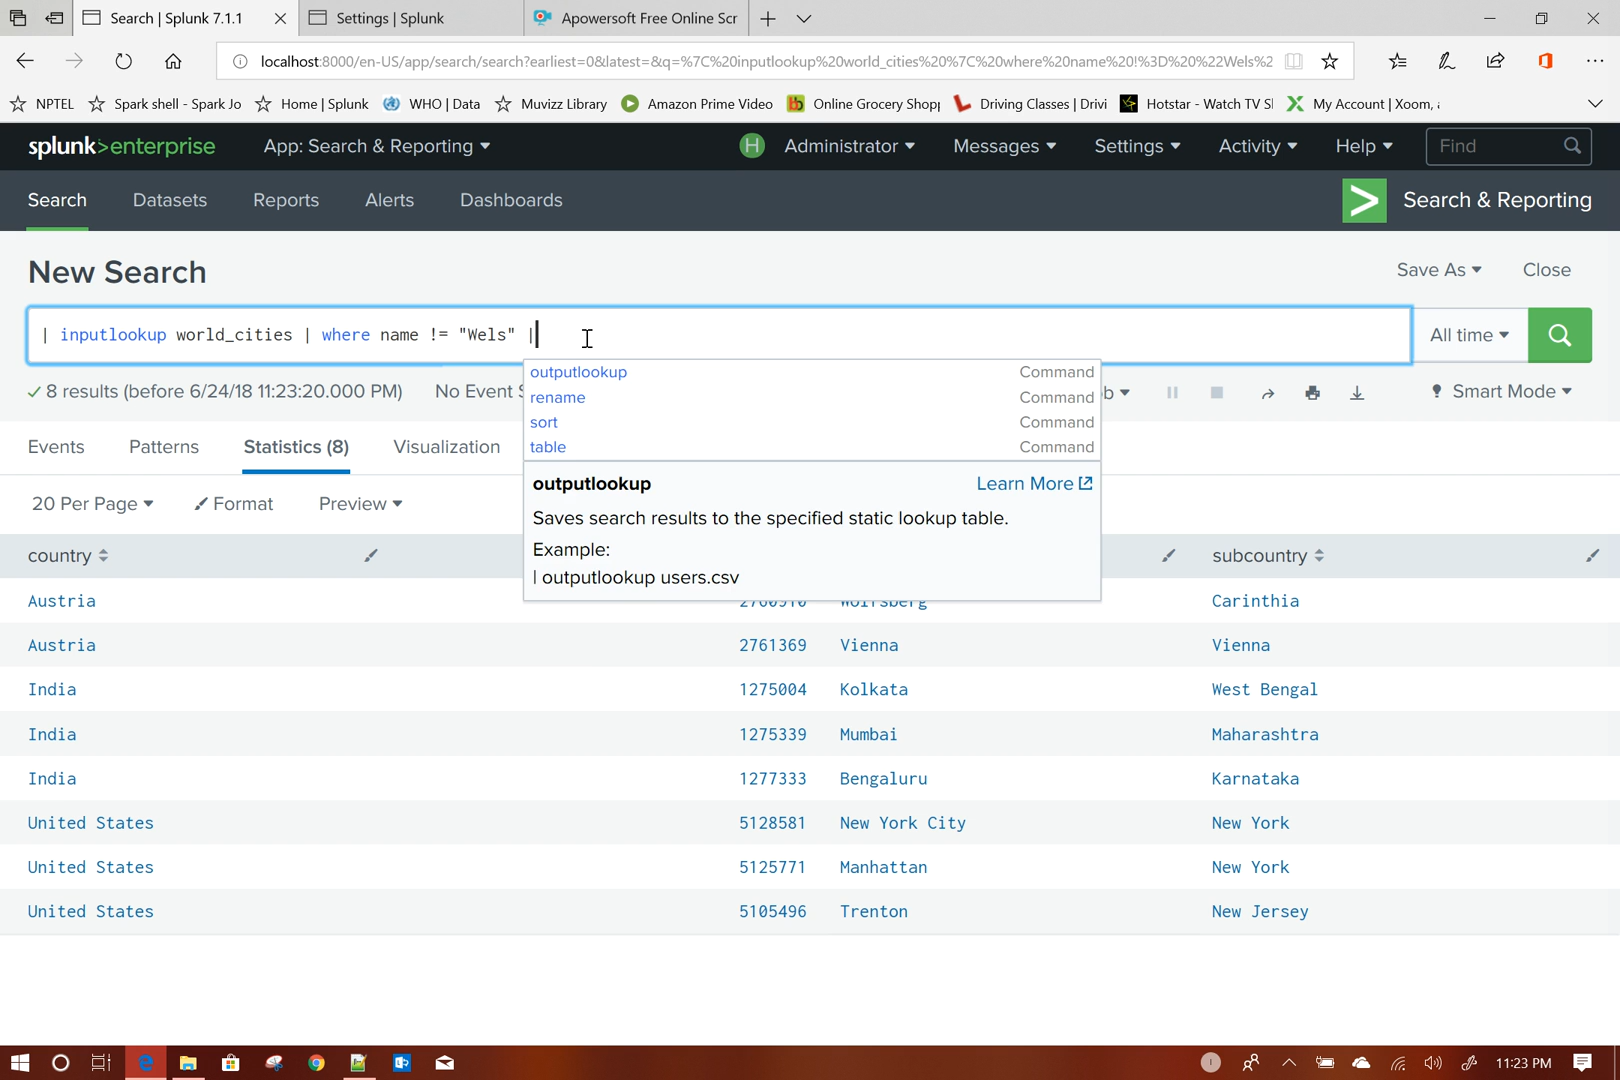 Search | Splunk 7.1.1
Settings | Splunk
Apowersoft Free Online Scr
localhost:8000/en-US/app/search/search?earliest=0&latest=&q=%7C%20inputlookup%20world_cities%20%7C%20where%20name%20!%3D%20%22Wels%2
NPTEL
Spark shell - Spark Jo
Home | Splunk
WHO | Data
Muvizz Library
Amazon Prime Video
Online Grocery Shopp
Driving Classes | Drivi
Hotstar - Watch TV S
My Account | Xoom,
splunk>enterprise
App: Search & Reporting
H
Administrator
Messages
Settings
Activity
Help
Find
Search
Datasets
Reports
Alerts
Dashboards
Search & Reporting
New Search
Save As
Close
| inputlookup world_cities | where name != "Wels" |
All time
8 results (before 6/24/18 11:23:20.000 PM)
No Event
b
Smart Mode
outputlookup Command
rename Command
sort Command
table Command
outputlookup
Learn More
Saves search results to the specified static lookup table.
Example:
| outputlookup users.csv
Events
Patterns
Statistics (8)
Visualization
20 Per Page
Format
Preview
country
subcountry
Austria 2760910 Wolfsberg Carinthia
Austria 2761369 Vienna Vienna
India 1275004 Kolkata West Bengal
India 1275339 Mumbai Maharashtra
India 1277333 Bengaluru Karnataka
United States 5128581 New York City New York
United States 5125771 Manhattan New York
United States 5105496 Trenton New Jersey
11:23 PM